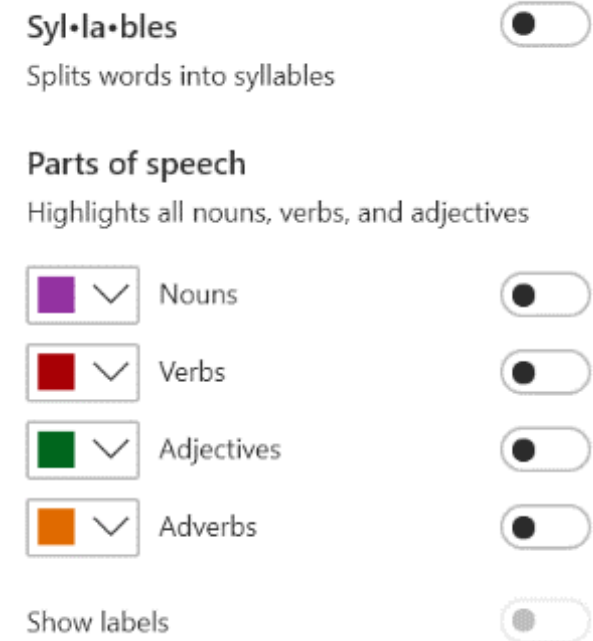 Syl•la•bles
Splits words into syllables
Parts of speech
Highlights all nouns, verbs, and adjectives
Nouns
Verbs
Adjectives
Adverbs
Show labels